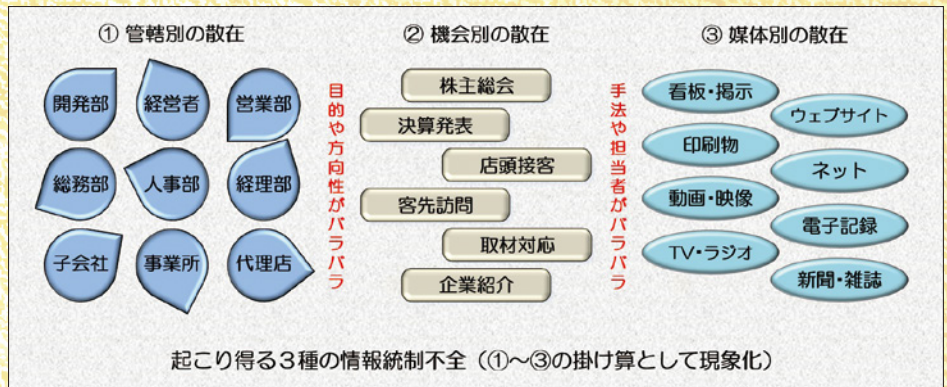 ① 管轄別の散在
開発部
経営者
営業部
総務部
人事部
経理部
子会社
事業所
代理店
目的や方向性がバラバラ
② 機会別の散在
株主総会
決算発表
店頭接客
客先訪問
取材対応
企業紹介
手法や担当者がバラバラ
③ 媒体別の散在
看板・掲示
ウェブサイト
印刷物
ネット
動画・映像
電子記録
TV・ラジオ
新聞・雑誌
起こり得る3種の情報統制不全（①～③の掛け算として現象化）